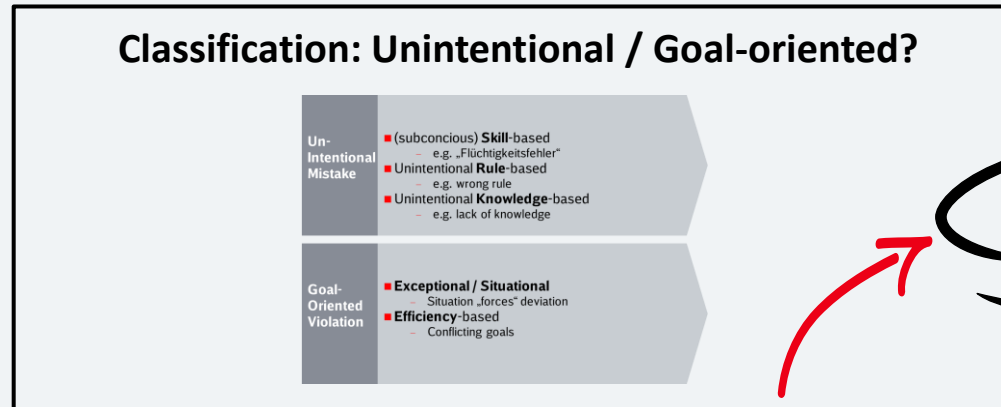 Classification: Unintentional / Goal-oriented?
Un-
Intentional
Mistake
(subconcious) Skill-based
– e.g. „Flüchtigkeitsfehler“
Unintentional Rule-based
– e.g. wrong rule
Unintentional Knowledge-based
– e.g. lack of knowledge
Goal-
Oriented
Violation
Exceptional / Situational
– Situation „forces“ deviation
Efficiency-based
– Conflicting goals